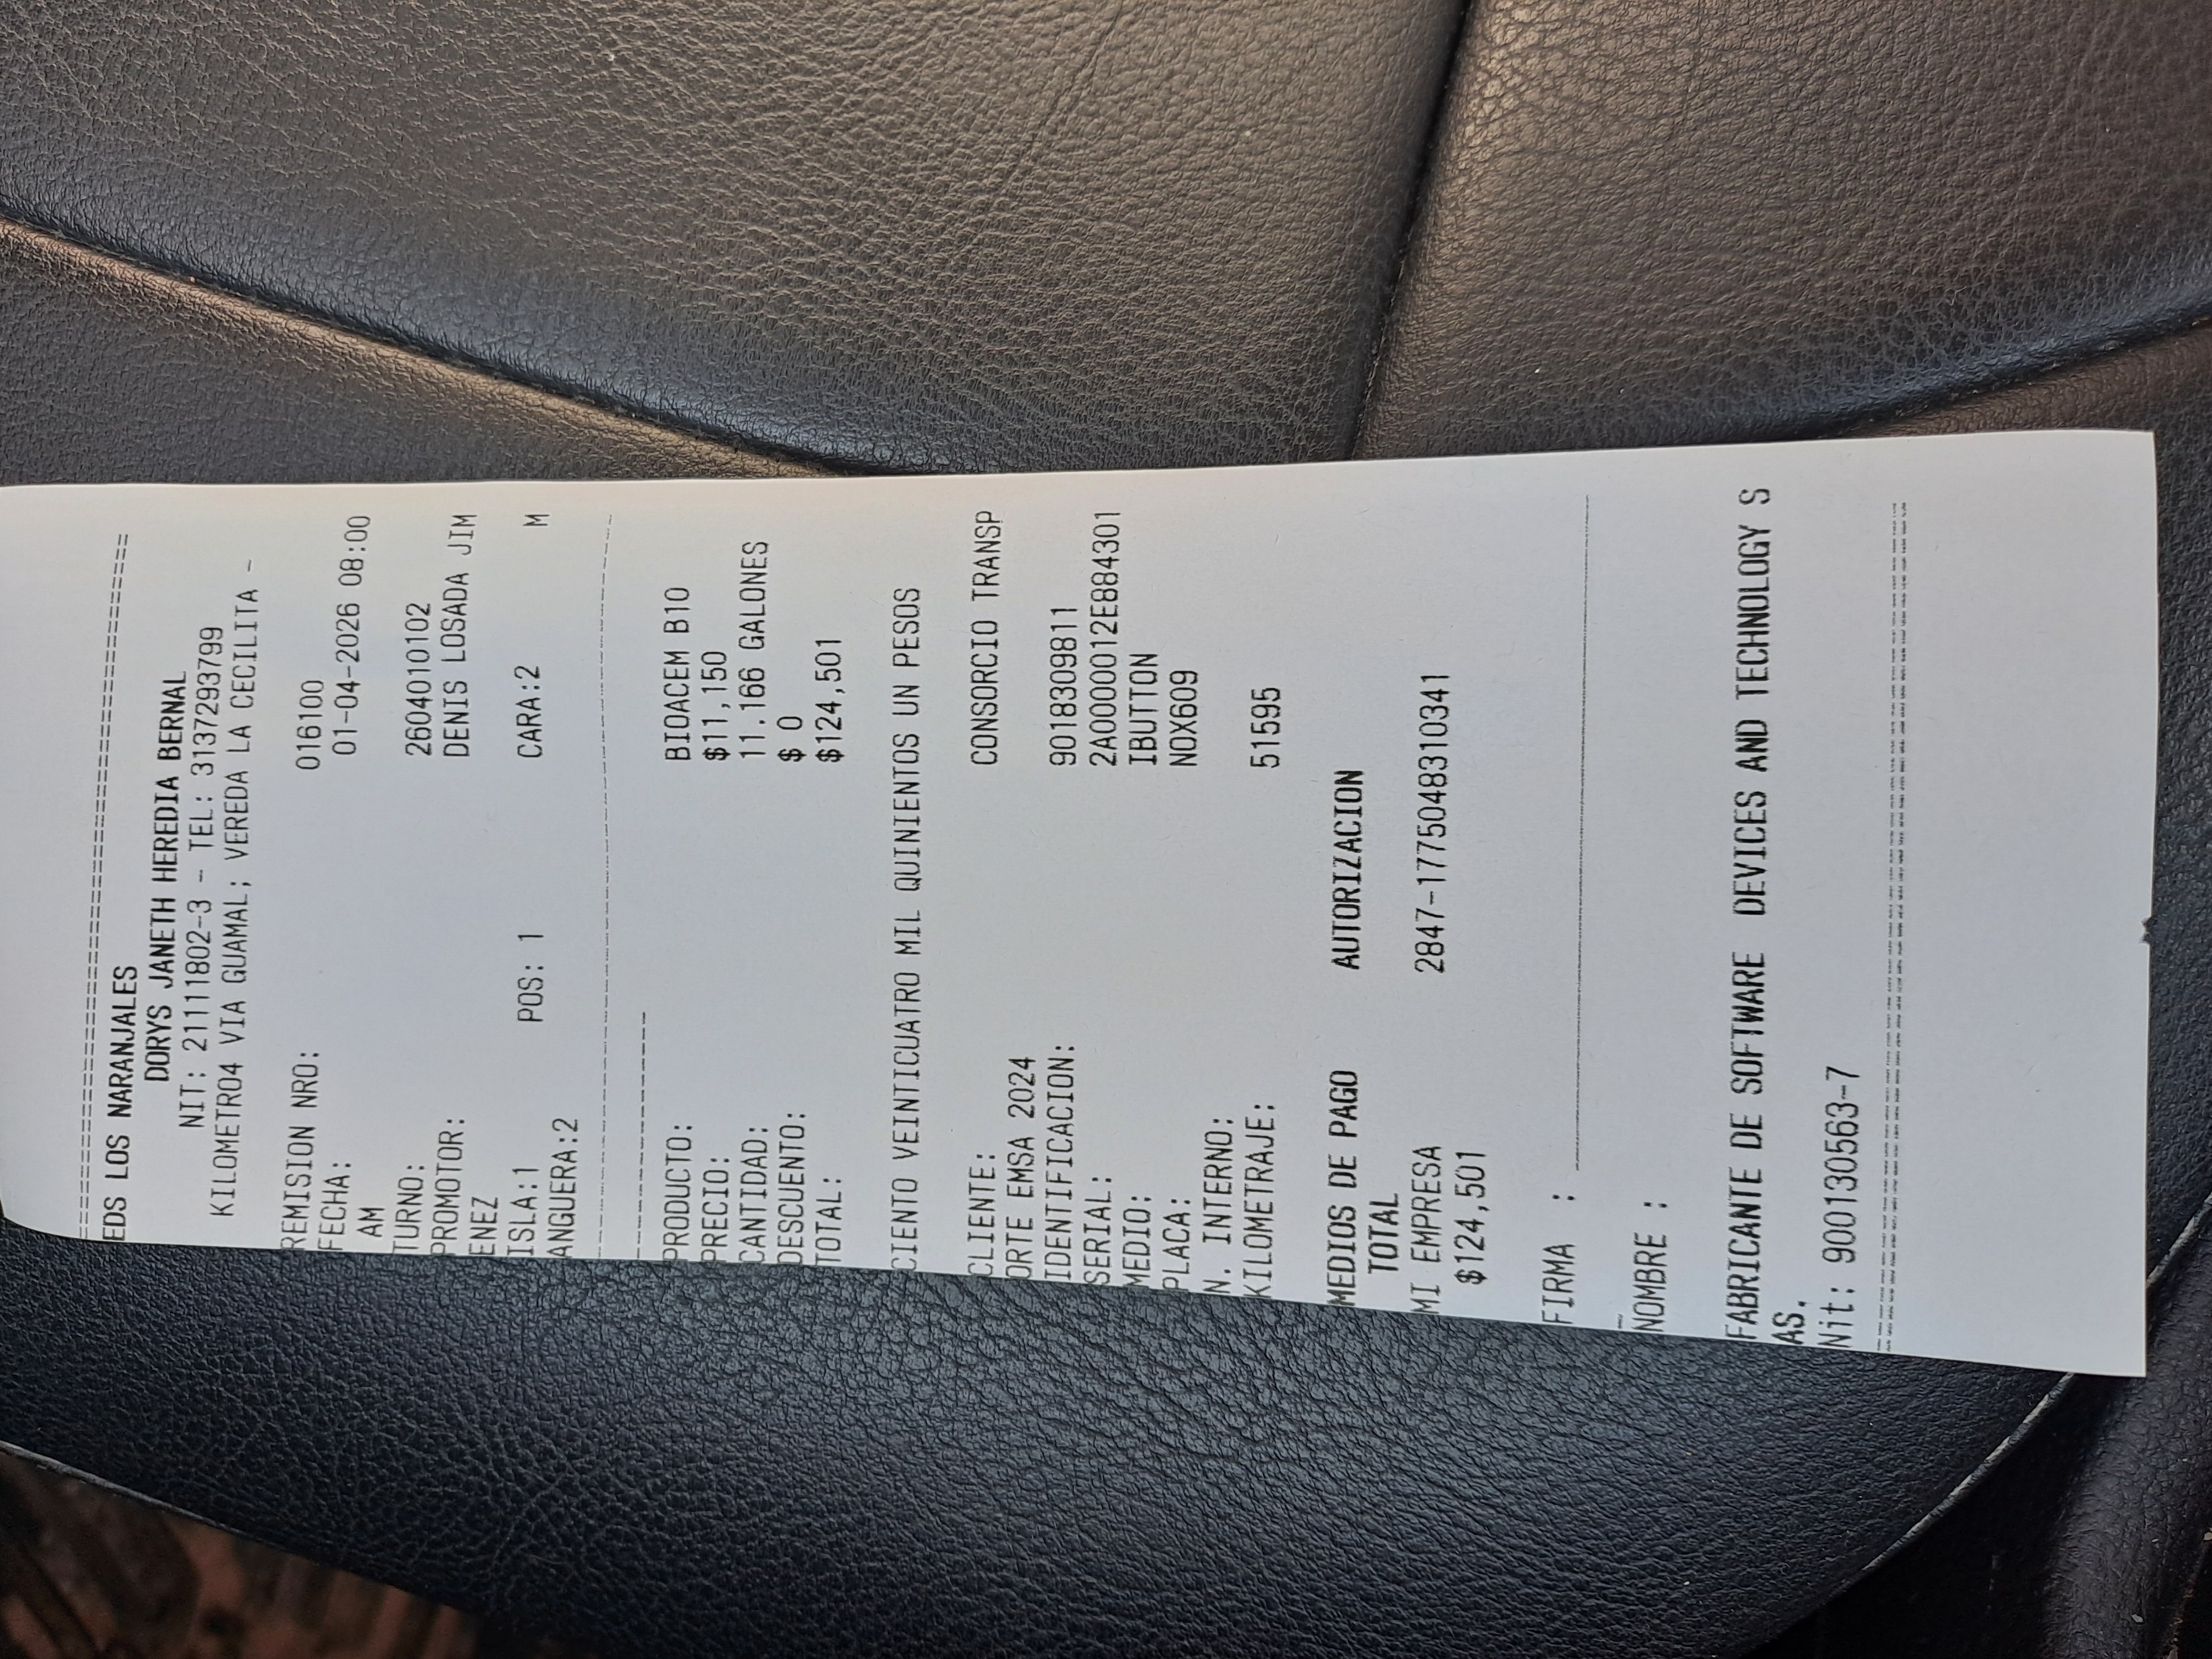 EDS LOS NARANJALES
DORYS JANETH HEREDIA BERNAL
NIT: 21111802-3 - TEL: 3137293799
KILOMETRO4 VIA GUAMAL; VEREDA LA CECILITA -
REMISION NRO: 016100
FECHA: 01-04-2026 08:00
AM
TURNO: 260401010​2
PROMOTOR: DENIS LOSADA JIM
ENEZ
ISLA:1 POS: 1 CARA:2 M
ANGUERA:2
PRODUCTO: BIOACEM B10
PRECIO: $11,150
CANTIDAD: 11.166 GALONES
DESCUENTO: $ 0
TOTAL: $124,501
CIENTO VEINTICUATRO MIL QUINIENTOS UN PESOS
CLIENTE: CONSORCIO TRANSP
ORTE EMSA 2024
IDENTIFICACION: 9018309811
SERIAL: 2A0000012E884301
MEDIO: IBUTTON
PLACA: NOX609
N. INTERNO:
KILOMETRAJE: 51595
MEDIOS DE PAGO AUTORIZACION
TOTAL
MI EMPRESA 2847-1775048310341
$124,501
FIRMA :
NOMBRE :
FABRICANTE DE SOFTWARE DEVICES AND TECHNOLOGY S
AS.
Nit: 900130563-7